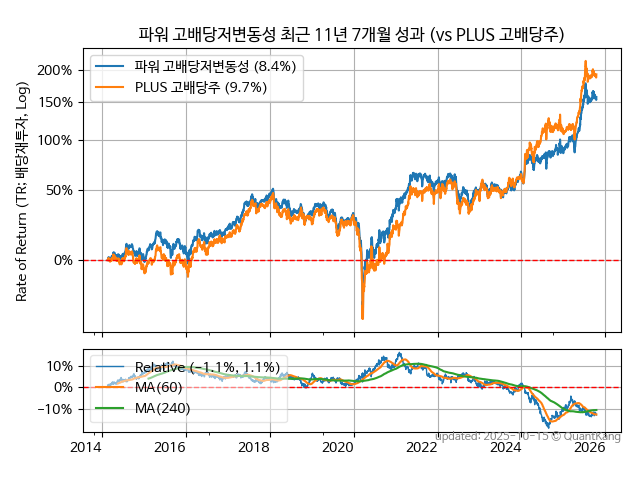 파워 고배당저변동성 최근 11년 7개월 성과 (vs PLUS 고배당주)
Rate of Return (TR: 배당재투자, Log)
200%
150%
100%
50%
0%
파워 고배당저변동성 (8.4%)
PLUS 고배당주 (9.7%)
10%
0%
−10%
Relative (−1.1%, 1.1%)
MA(60)
MA(240)
2014
2016
2018
2020
2022
2024
2026
updated: 2025-10-15 © QuantKang